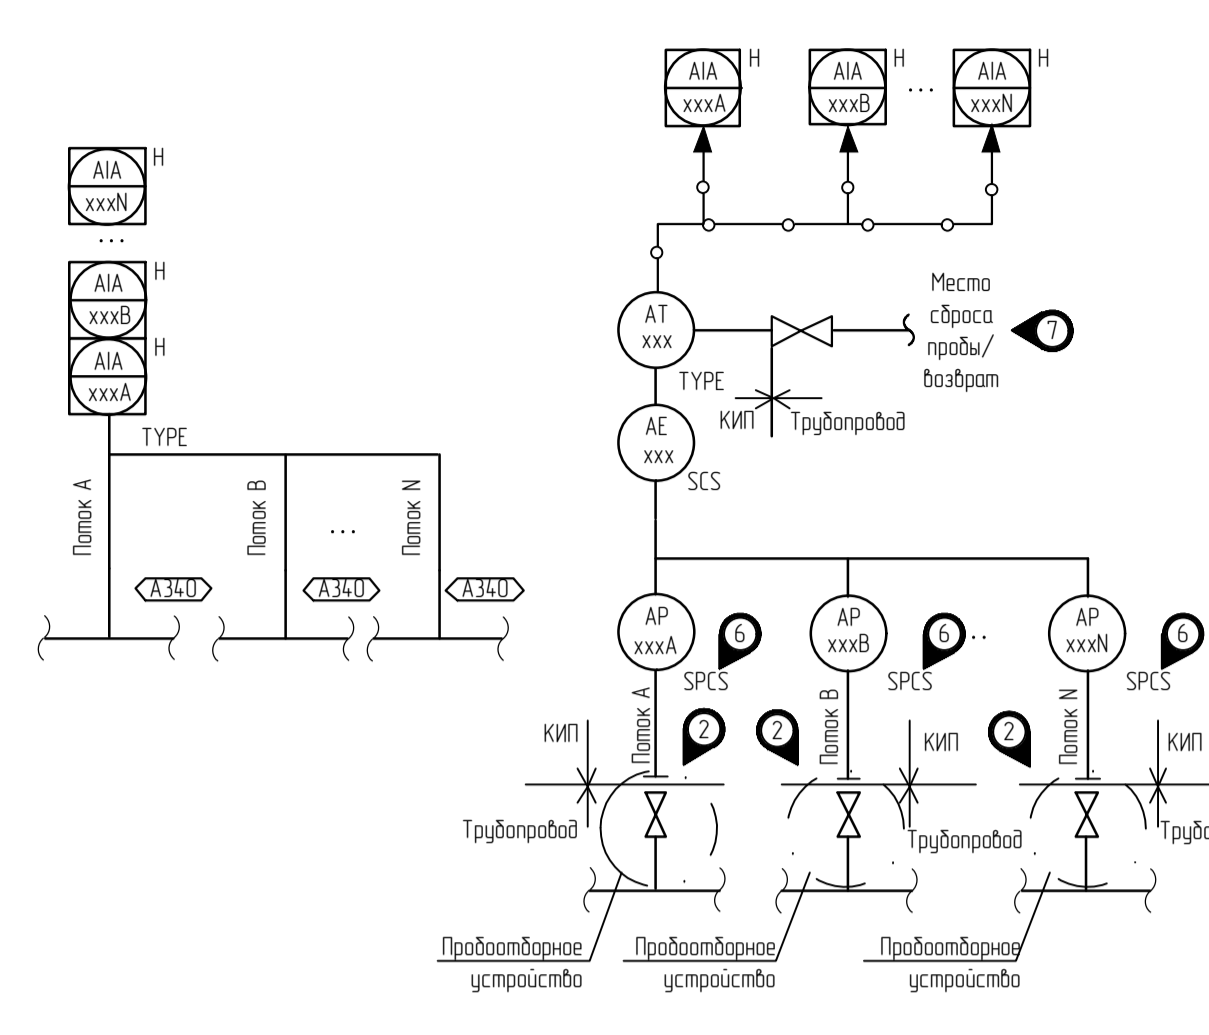 AIA
xxxN
H
...
AIA
xxxB
H
AIA
xxxA
H
TYPE
Поток A
Поток B
...
Поток N
A340
A340
A340
AIA
xxxA
H
AIA
xxxB
H
...
AIA
xxxN
H
AT
xxx
TYPE
Место
сброса
пробы/
возврат
7
КИП
Трубопровод
AE
xxx
SCS
AP
xxxA
6
SPCS
AP
xxxB
6
..
SPCS
AP
xxxN
6
SPCS
Поток A
2
КИП
Трубопровод
2
Поток B
КИП
Трубопровод
2
Поток N
КИП
Трубо
Пробоотборное
устройство
Пробоотборное
устройство
Пробоотборное
устройство